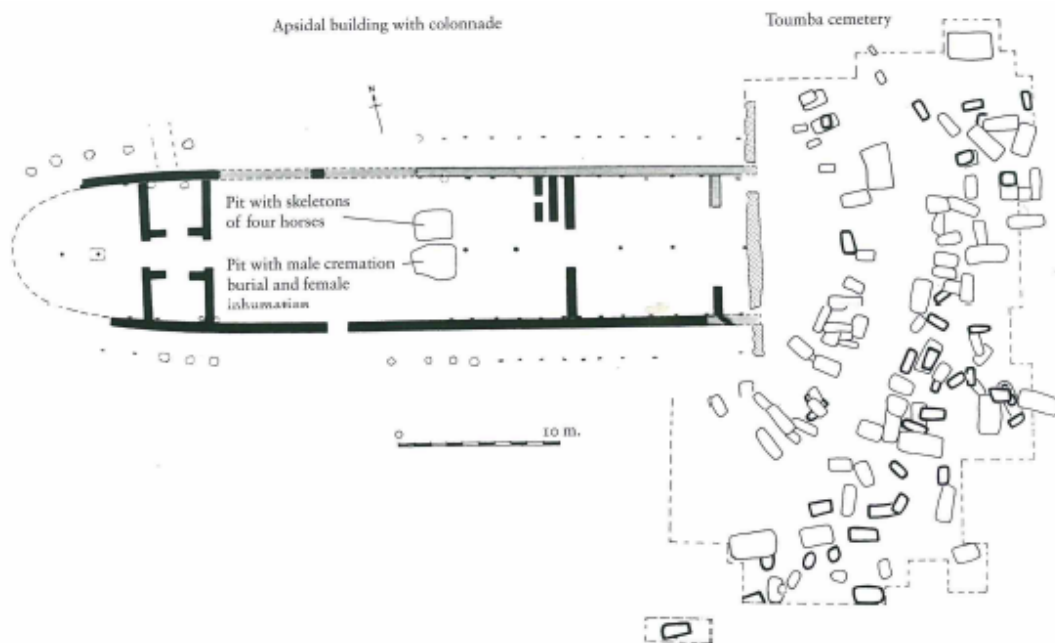 Apsidal building with colonnade
Toumba cemetery
N
Pit with skeletons
of four horses
Pit with male cremation
burial and female
inhumation
0 10 m.